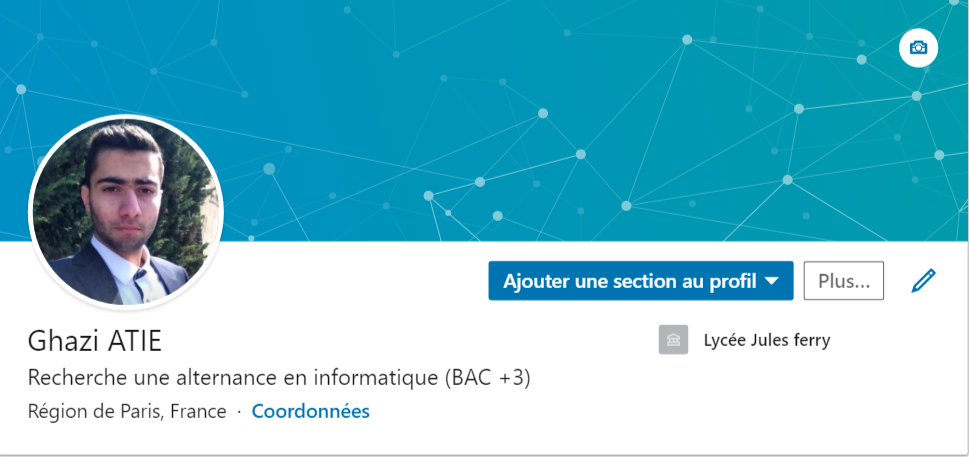 Ajouter une section au profil
Plus...
Ghazi ATIE
Lycée Jules ferry
Recherche une alternance en informatique (BAC +3)
Région de Paris, France · Coordonnées